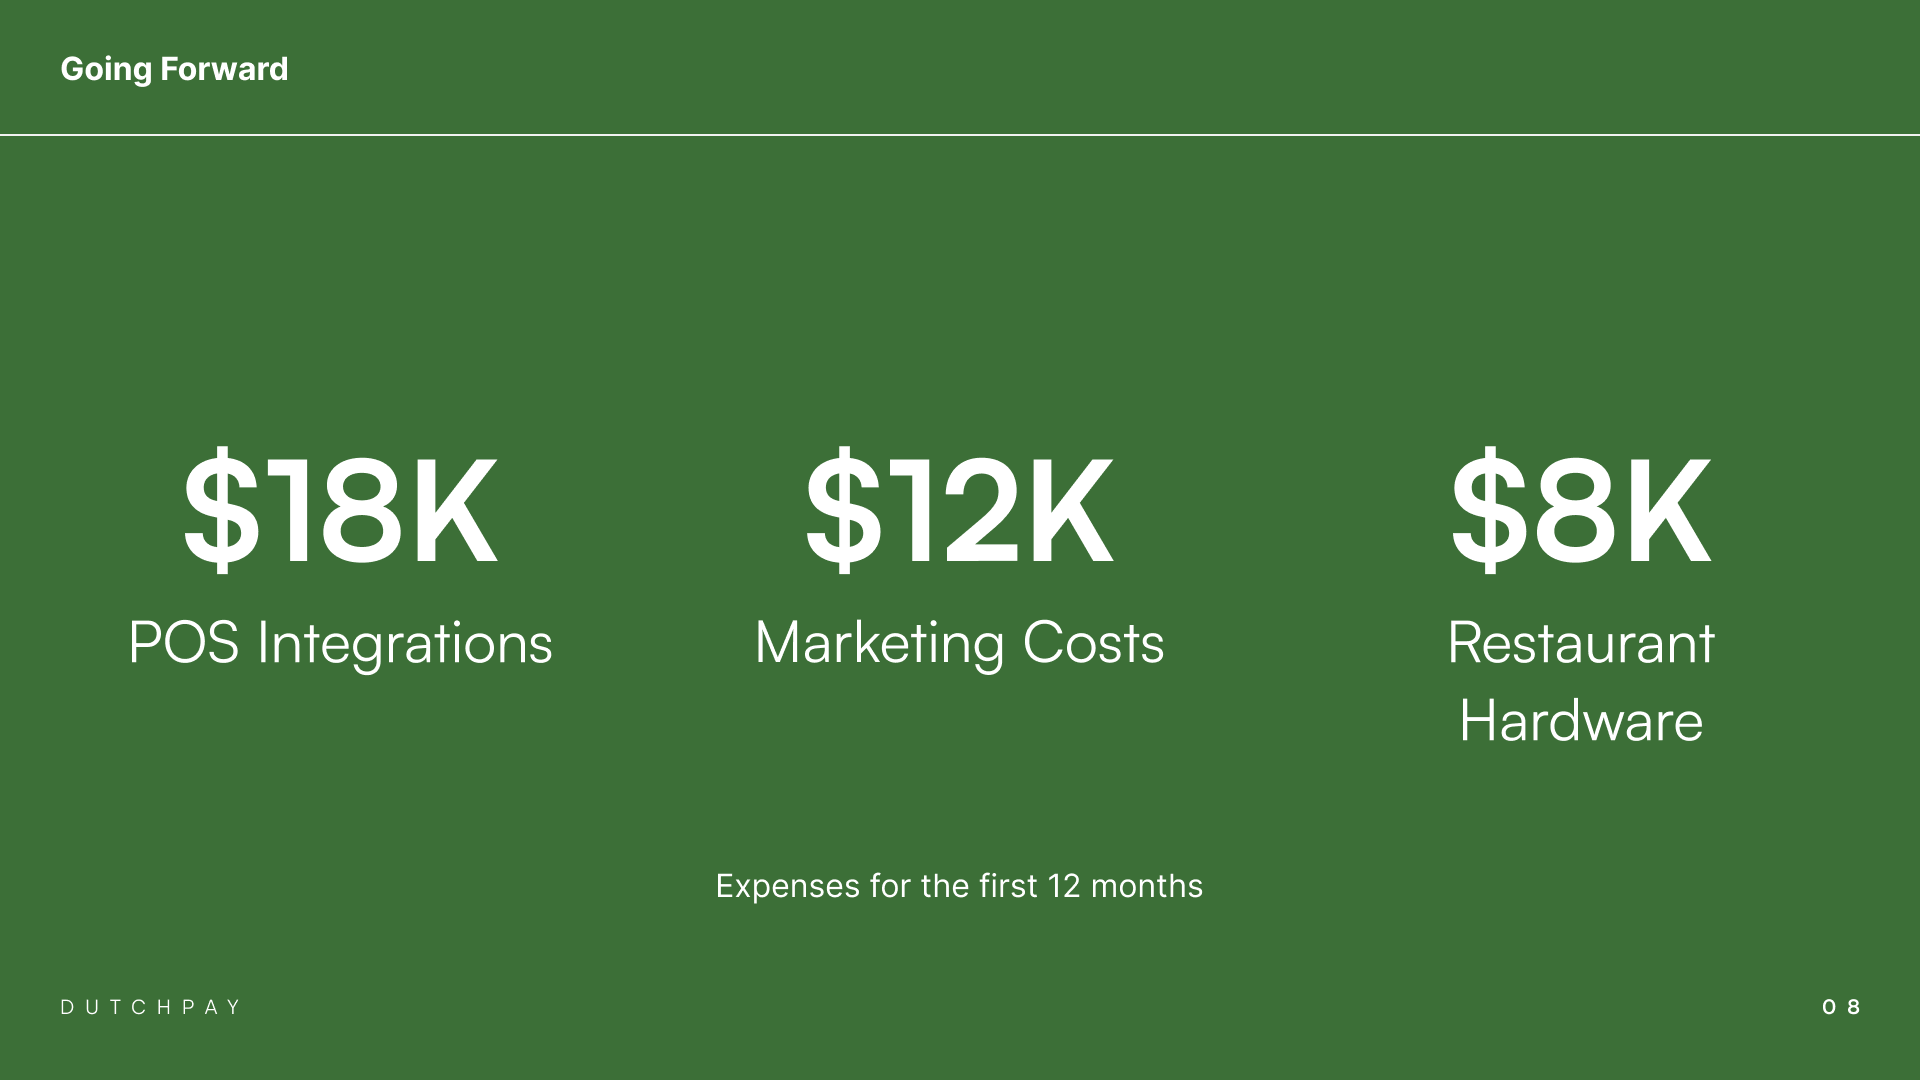 Going Forward
$18K
POS Integrations
$12K
Marketing Costs
$8K
Restaurant
Hardware
Expenses for the first 12 months
DUTCHPAY
08